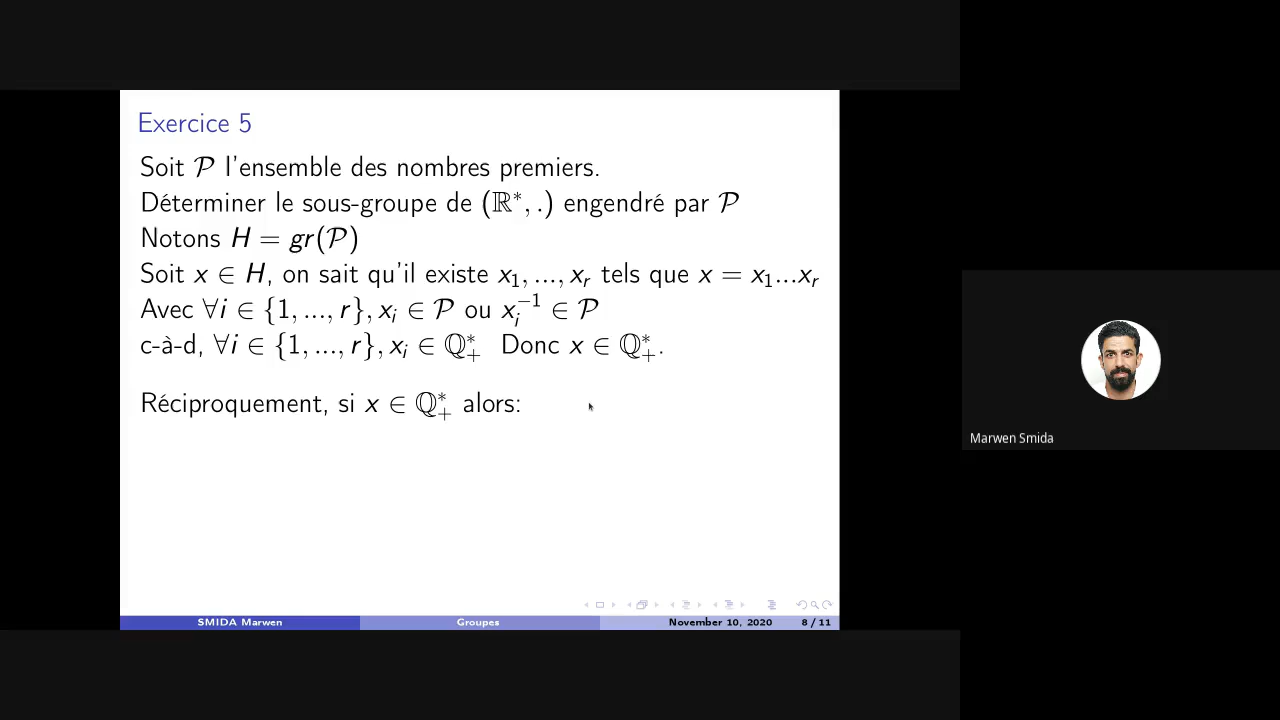 Exercice 5
Soit 𝒫 l'ensemble des nombres premiers.
Déterminer le sous-groupe de (ℝ*, .) engendré par 𝒫
Notons H = gr(𝒫)
Soit x ∈ H, on sait qu'il existe x₁, ..., xᵣ tels que x = x₁...xᵣ
Avec ∀i ∈ {1, ..., r}, xᵢ ∈ 𝒫 ou xᵢ⁻¹ ∈ 𝒫
c-à-d, ∀i ∈ {1, ..., r}, xᵢ ∈ ℚ₊* Donc x ∈ ℚ₊*.
Réciproquement, si x ∈ ℚ₊* alors:
Marwen Smida
SMIDA Marwen Groupes November 10, 2020 8 / 11